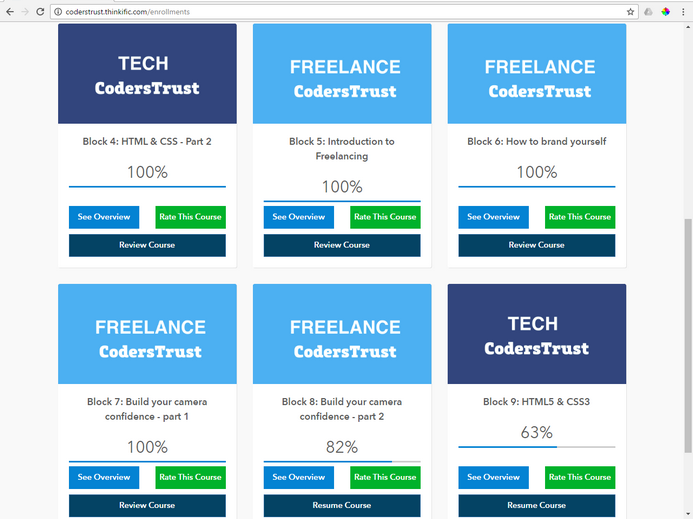 coderstrust.thinkific.com/enrollments
TECH
CodersTrust
Block 4: HTML & CSS - Part 2
100%
See Overview
Rate This Course
Review Course
FREELANCE
CodersTrust
Block 5: Introduction to
Freelancing
100%
See Overview
Rate This Course
Review Course
FREELANCE
CodersTrust
Block 6: How to brand yourself
100%
See Overview
Rate This Course
Review Course
FREELANCE
CodersTrust
Block 7: Build your camera
confidence - part 1
100%
See Overview
Rate This Course
Review Course
FREELANCE
CodersTrust
Block 8: Build your camera
confidence - part 2
82%
See Overview
Rate This Course
Resume Course
TECH
CodersTrust
Block 9: HTML5 & CSS3
63%
See Overview
Rate This Course
Resume Course